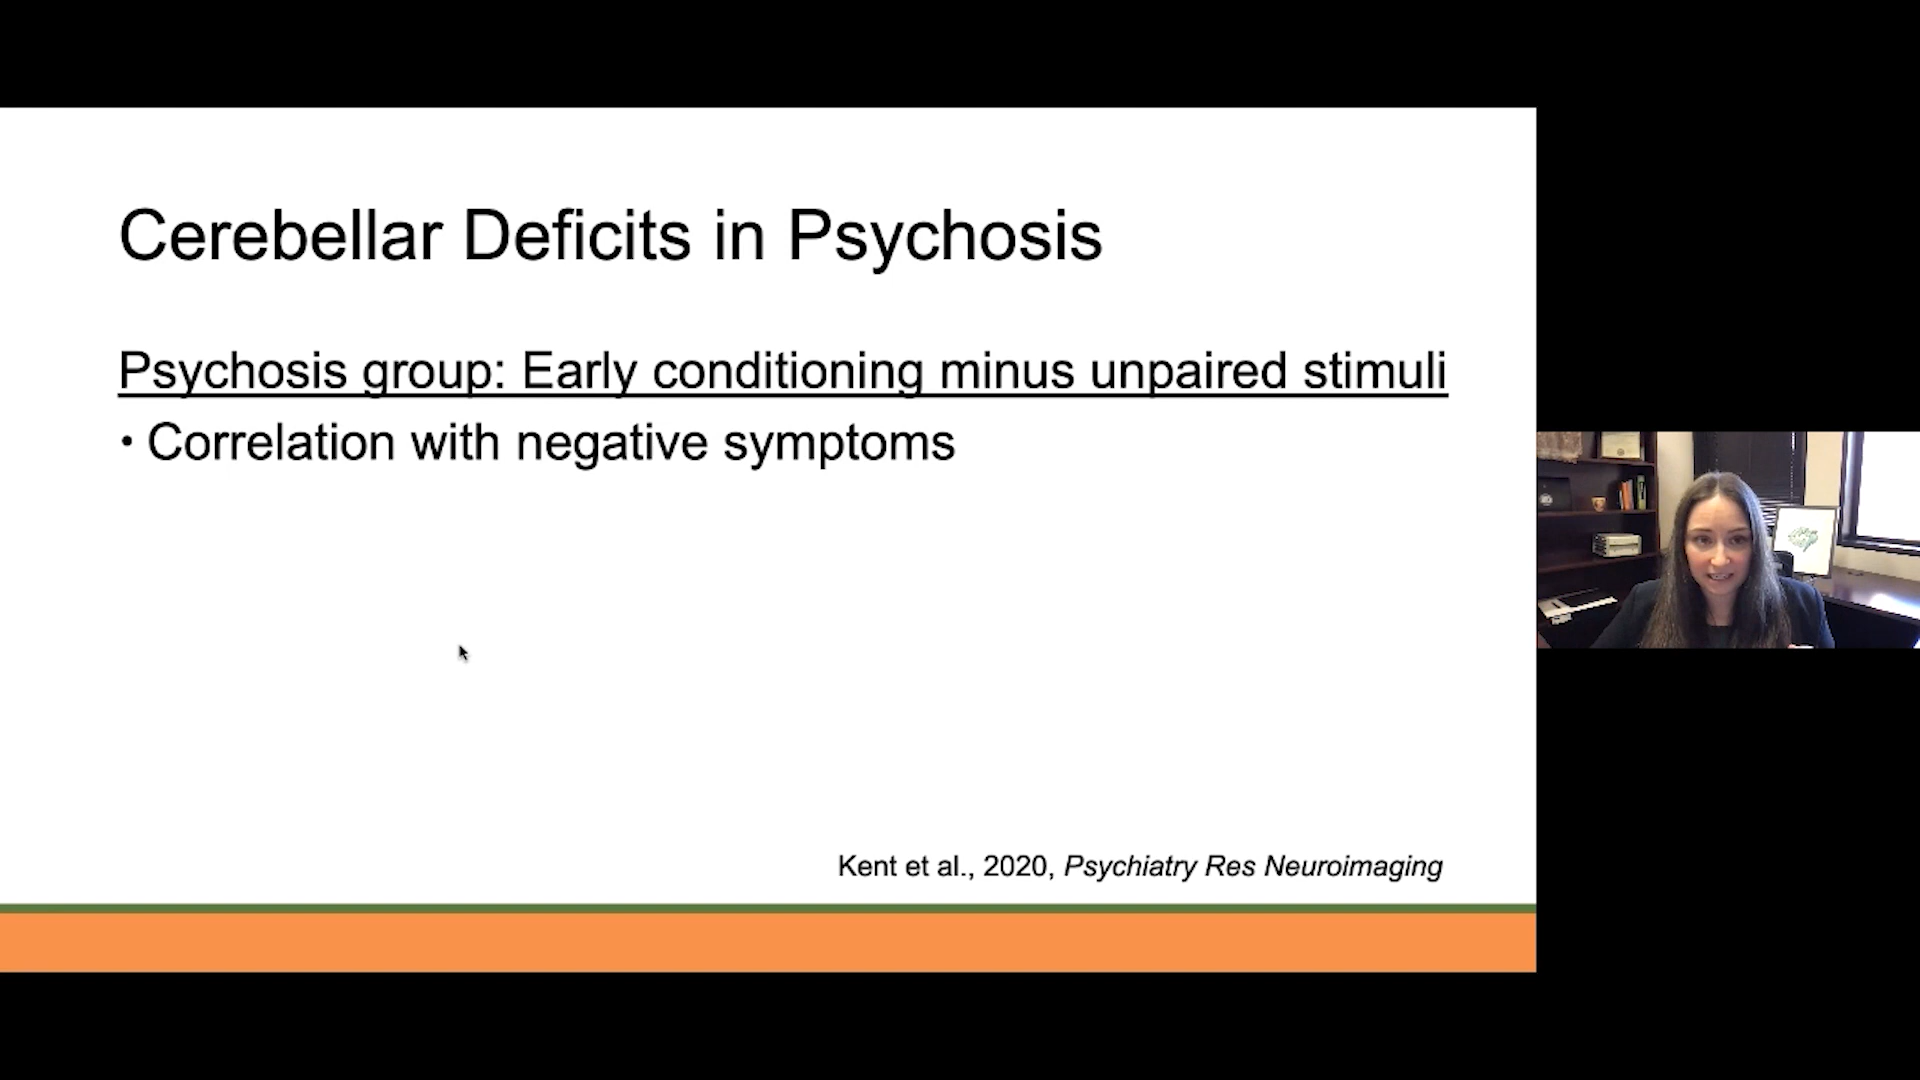 Cerebellar Deficits in Psychosis
Psychosis group: Early conditioning minus unpaired stimuli
• Correlation with negative symptoms
Kent et al., 2020, Psychiatry Res Neuroimaging